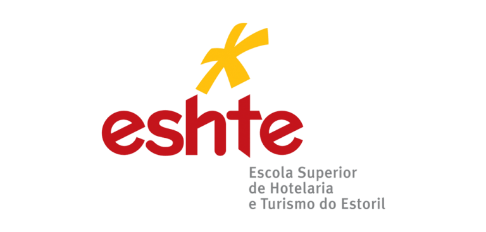 eshte
Escola Superior
de Hotelaria
e Turismo do Estoril